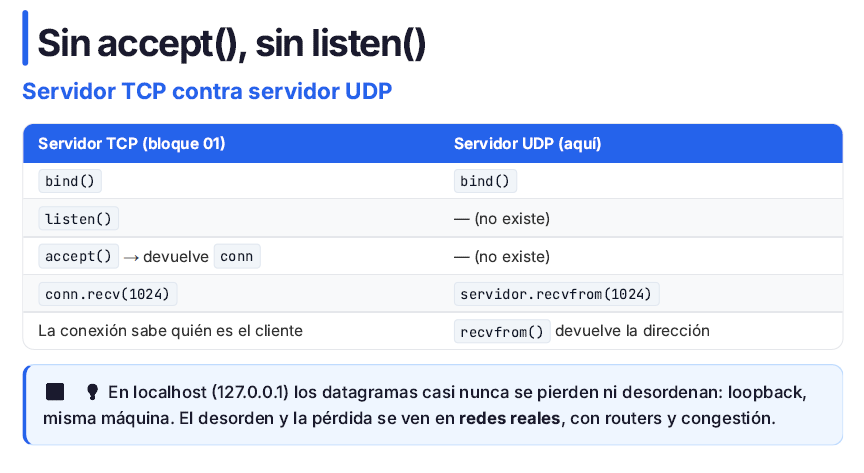 Sin accept(), sin listen()
Servidor TCP contra servidor UDP
Servidor TCP (bloque 01) Servidor UDP (aquí)
bind() bind()
listen() — (no existe)
accept() → devuelve conn — (no existe)
conn.recv(1024) servidor.recvfrom(1024)
La conexión sabe quién es el cliente recvfrom() devuelve la dirección
En localhost (127.0.0.1) los datagramas casi nunca se pierden ni desordenan: loopback,
misma máquina. El desorden y la pérdida se ven en redes reales, con routers y congestión.